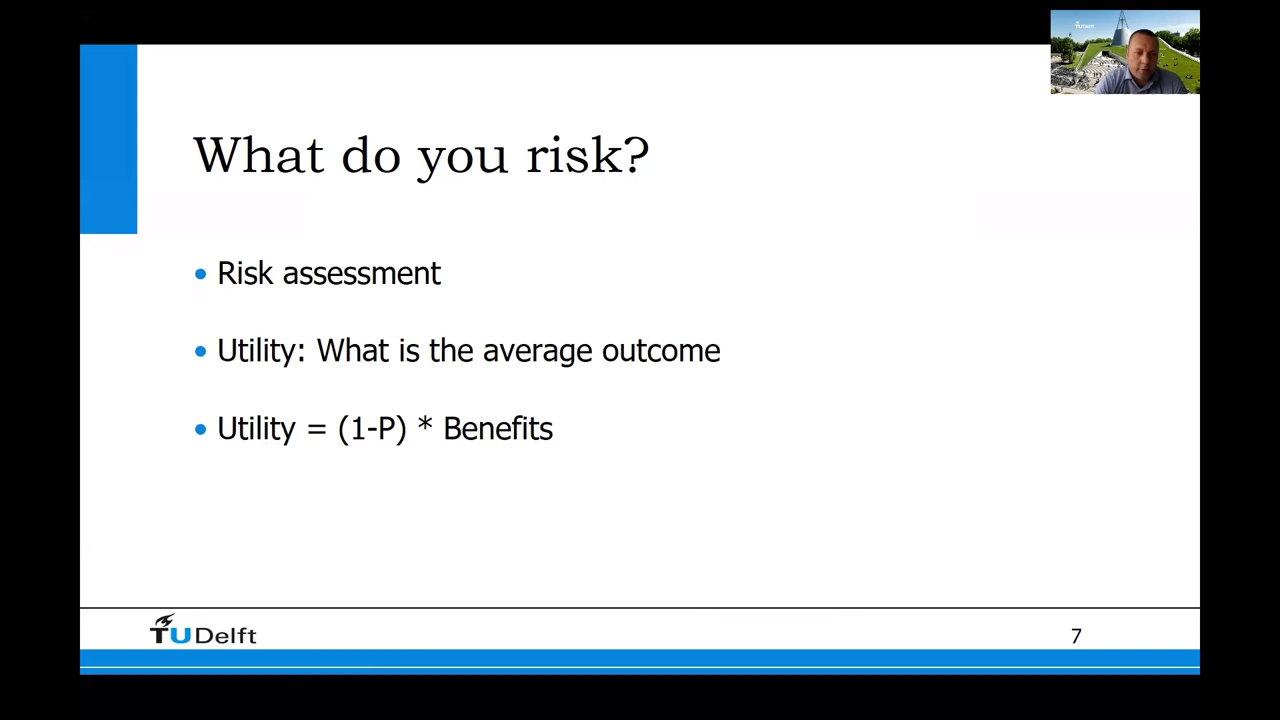 What do you risk?
• Risk assessment
• Utility: What is the average outcome
• Utility = (1-P) * Benefits
TU Delft
7